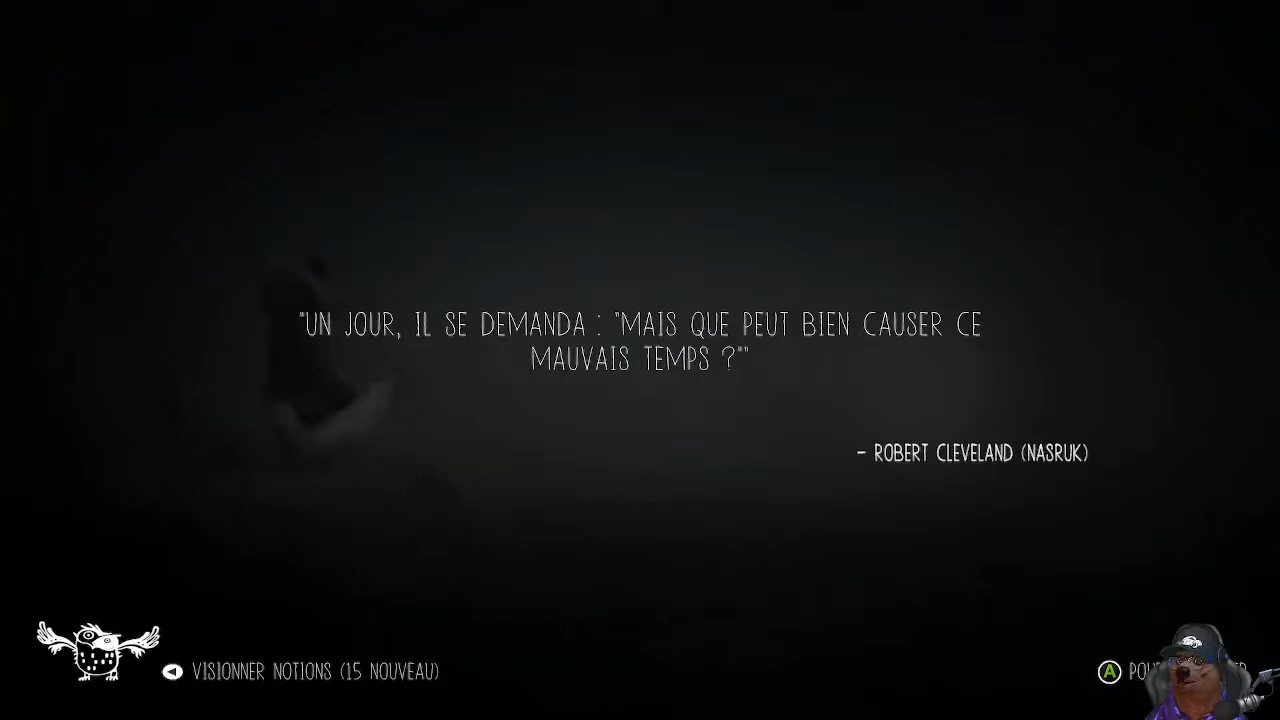 "UN JOUR, IL SE DEMANDA : "MAIS QUE PEUT BIEN CAUSER CE
MAUVAIS TEMPS ?""
- ROBERT CLEVELAND (NASRUK)
VISIONNER NOTIONS (15 NOUVEAU)
A